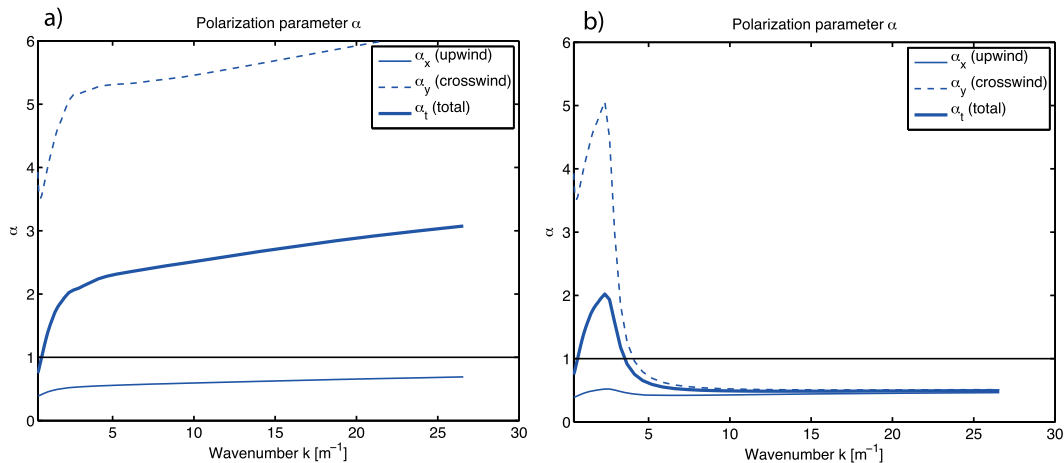 a)
Polarization parameter α
6
5
4
3
2
1
0
α
5
10
15
20
25
30
Wavenumber k [m⁻¹]
αx (upwind)
αy (crosswind)
αt (total)
b)
Polarization parameter α
6
5
4
3
2
1
0
α
5
10
15
20
25
30
Wavenumber k [m⁻¹]
αx (upwind)
αy (crosswind)
αt (total)